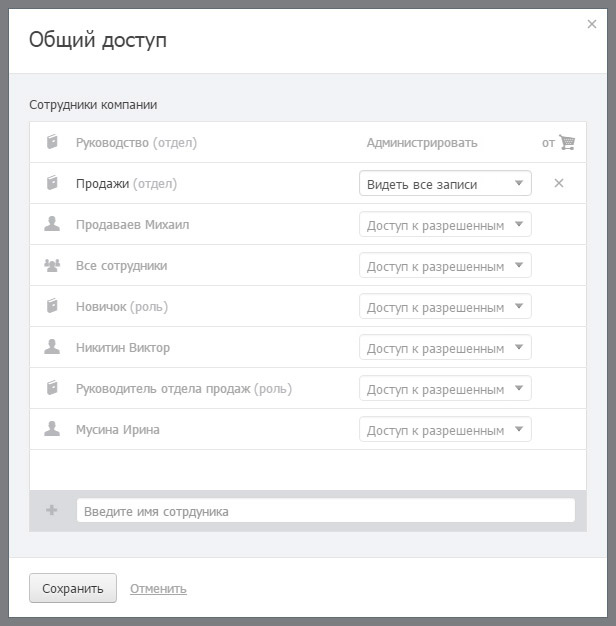 Общий доступ
Сотрудники компании
Руководство (отдел) Администрировать от
Продажи (отдел) Видеть все записи
Продаваев Михаил Доступ к разрешенным
Все сотрудники Доступ к разрешенным
Новичок (роль) Доступ к разрешенным
Никитин Виктор Доступ к разрешенным
Руководитель отдела продаж (роль) Доступ к разрешенным
Мусина Ирина Доступ к разрешенным
Введите имя сотрдуника
Сохранить Отменить